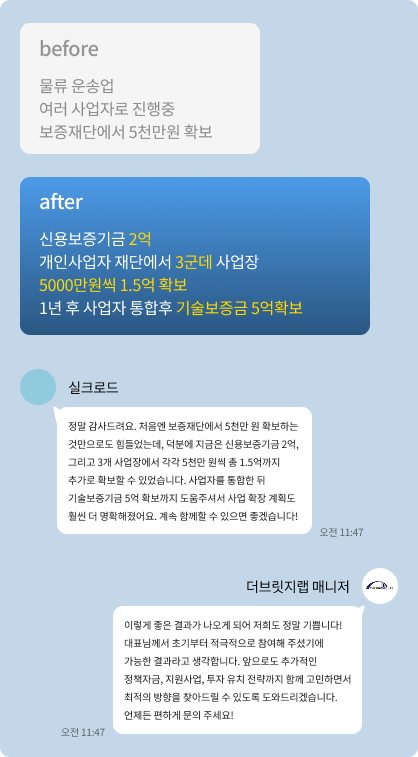 before
물류 운송업
여러 사업자로 진행중
보증재단에서 5천만원 확보
after
신용보증기금 2억
개인사업자 재단에서 3군데 사업장
5000만원씩 1.5억 확보
1년 후 사업자 통합후 기술보증금 5억확보
실크로드
정말 감사드려요. 처음엔 보증재단에서 5천만 원 확보하는
것만으로도 힘들었는데, 덕분에 지금은 신용보증기금 2억,
그리고 3개 사업장에서 각각 5천만 원씩 총 1.5억까지
추가로 확보할 수 있었습니다. 사업자를 통합한 뒤
기술보증기금 5억 확보까지 도움주셔서 사업 확장 계획도
훨씬 더 명확해졌어요. 계속 함께할 수 있으면 좋겠습니다!
오전 11:47
더브릿지랩 매니저
이렇게 좋은 결과가 나오게 되어 저희도 정말 기쁩니다!
대표님께서 초기부터 적극적으로 참여해 주셨기에
가능한 결과라고 생각합니다. 앞으로도 추가적인
정책자금, 지원사업, 투자 유치 전략까지 함께 고민하면서
최적의 방향을 찾아드릴 수 있도록 도와드리겠습니다.
언제든 편하게 문의 주세요!
오전 11:47